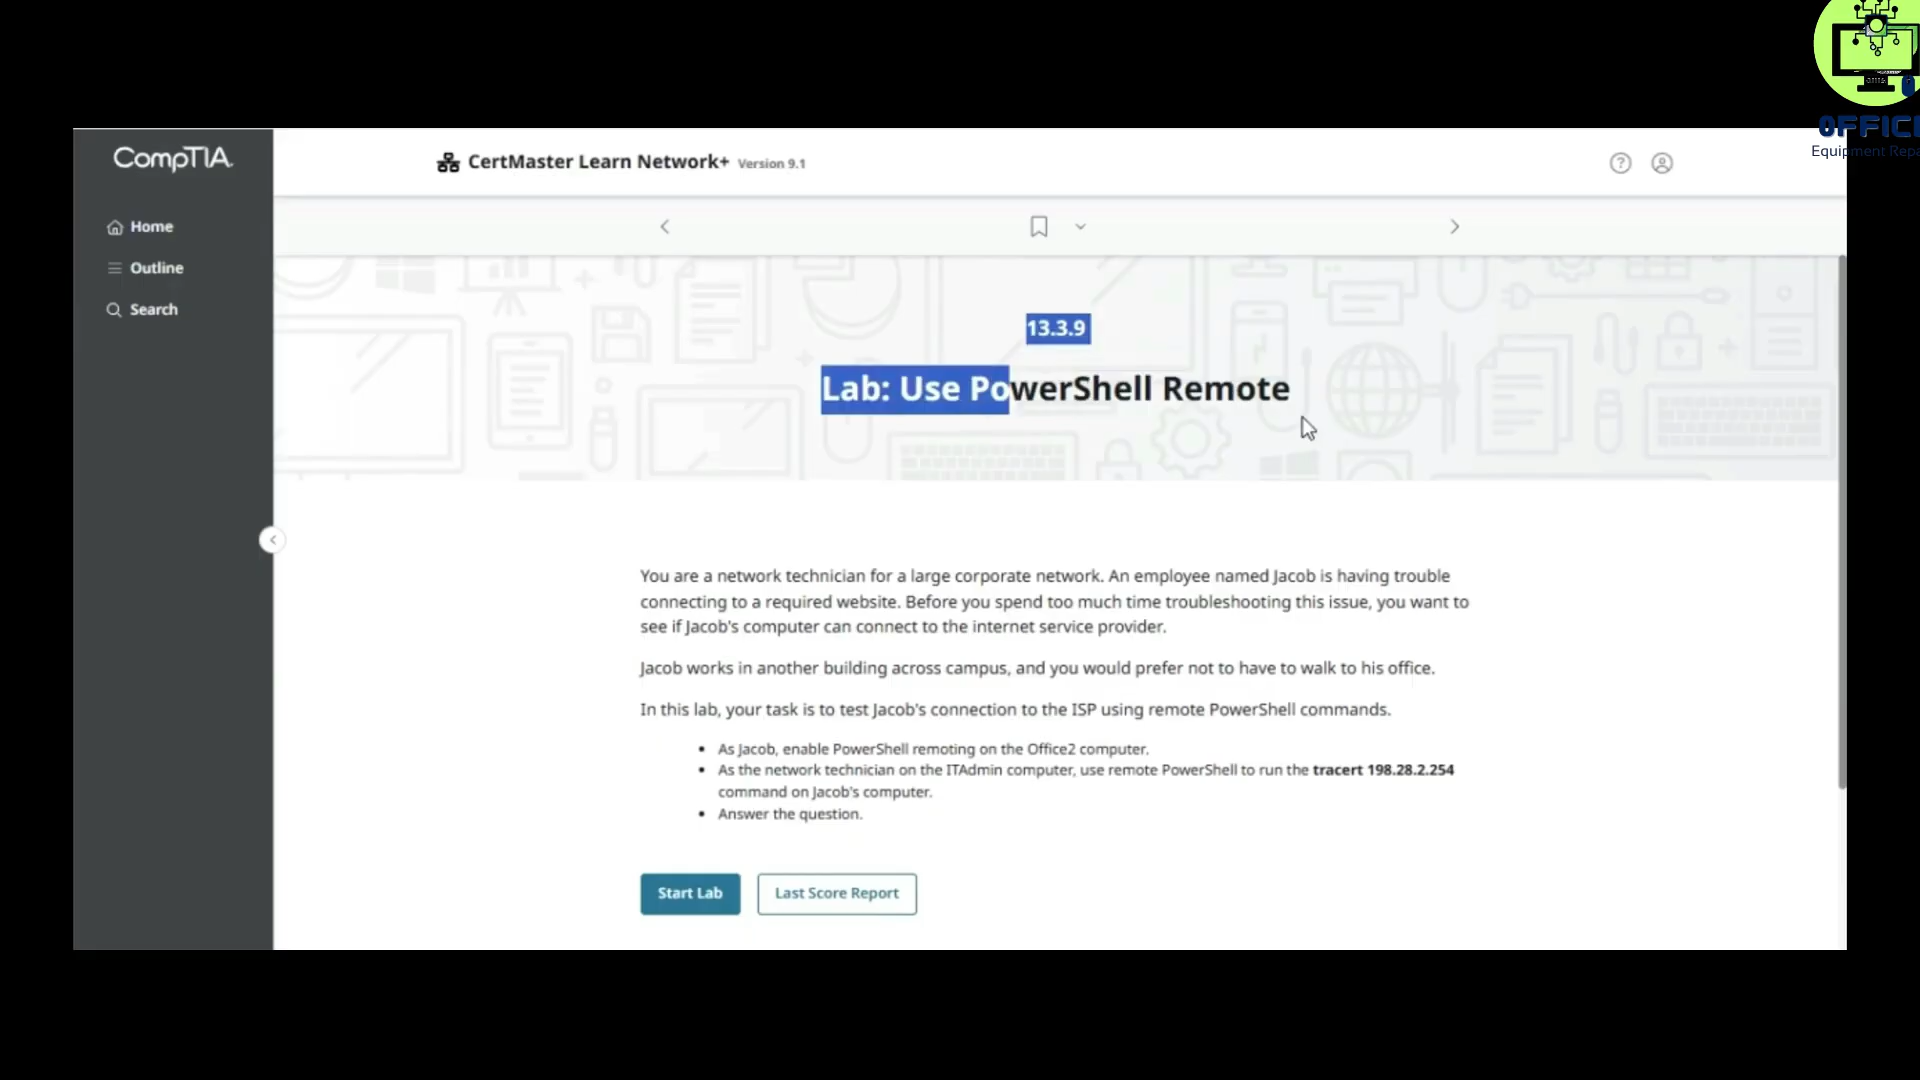 OFFICE
Equipment Repa
CompTIA.
CertMaster Learn Network+ Version 9.1
Home
Outline
Search
13.3.9
Lab: Use PowerShell Remote
You are a network technician for a large corporate network. An employee named Jacob is having trouble
connecting to a required website. Before you spend too much time troubleshooting this issue, you want to
see if Jacob's computer can connect to the internet service provider.
Jacob works in another building across campus, and you would prefer not to have to walk to his office.
In this lab, your task is to test Jacob's connection to the ISP using remote PowerShell commands.
• As Jacob, enable PowerShell remoting on the Office2 computer.
• As the network technician on the ITAdmin computer, use remote PowerShell to run the tracert 198.28.2.254
command on Jacob's computer.
• Answer the question.
Start Lab
Last Score Report